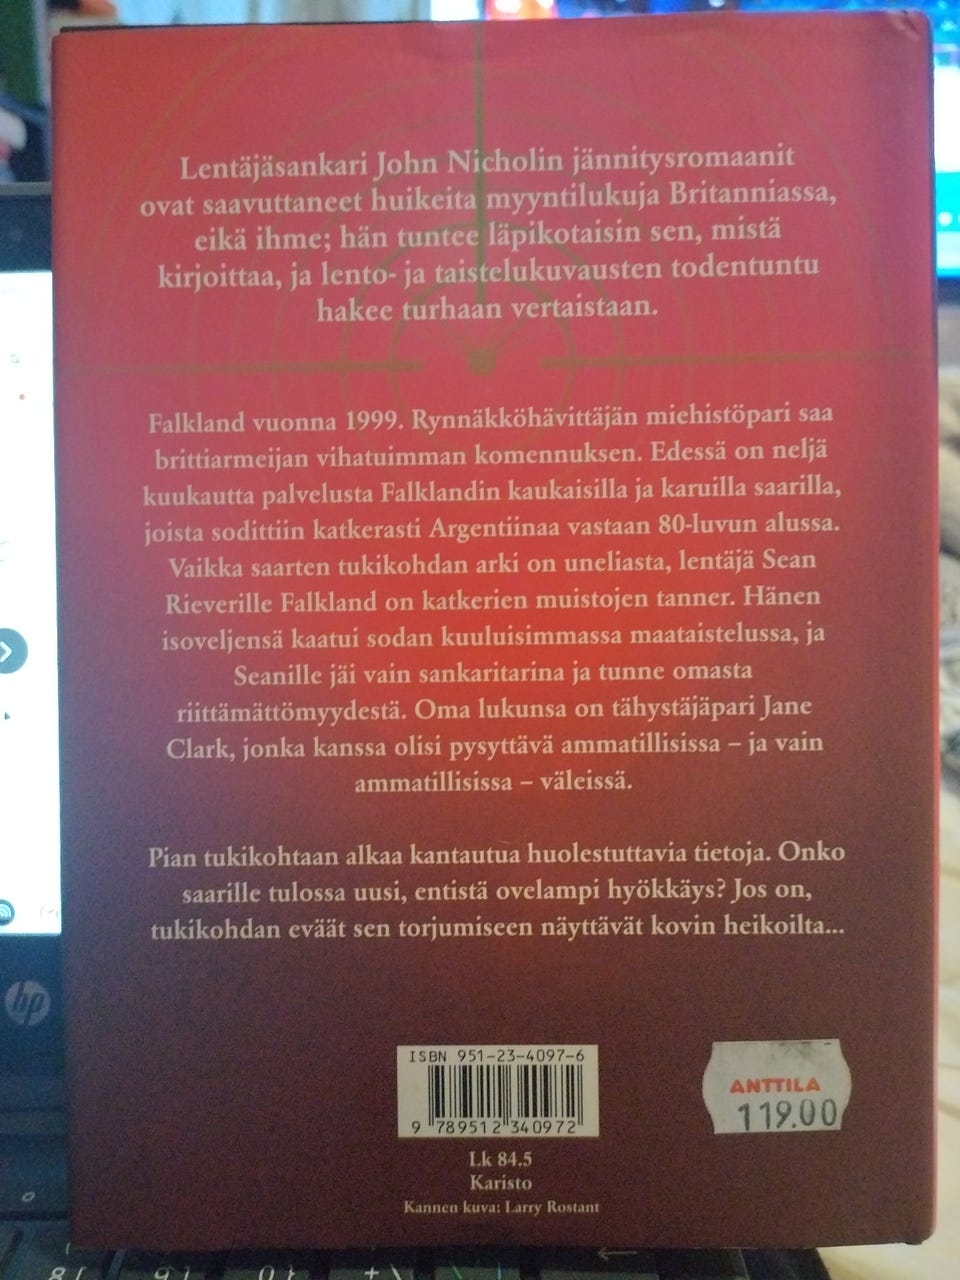 Lentäjäsankari John Nicholin jännitysromaanit
ovat saavuttaneet huikeita myyntilukuja Britanniassa,
eikä ihme; hän tuntee läpikotaisin sen, mistä
kirjoittaa, ja lento- ja taistelukuvausten todentuntu
hakee turhaan vertaistaan.
Falkland vuonna 1999. Rynnäkköhävittäjän miehistöpari saa
brittiarmeijan vihatuimman komennuksen. Edessä on neljä
kuukautta palvelusta Falklandin kaukaisilla ja karuilla saarilla,
joista sodittiin katkerasti Argentiinaa vastaan 80-luvun alussa.
Vaikka saarten tukikohdan arki on uneliasta, lentäjä Sean
Rieverille Falkland on katkerien muistojen tanner. Hänen
isoveljensä kaatui sodan kuuluisimmassa maataistelussa, ja
Seanille jäi vain sankaritarina ja tunne omasta
riittämättömyydestä. Oma lukunsa on tähystäjäpari Jane
Clark, jonka kanssa olisi pysyttävä ammatillisissa – ja vain
ammatillisissa – väleissä.
Pian tukikohtaan alkaa kantautua huolestuttavia tietoja. Onko
saarille tulossa uusi, entistä ovelampi hyökkäys? Jos on,
tukikohdan eväät sen torjumiseen näyttävät kovin heikoilta...
hp
ISBN 951-23-4097-6
9 789512 340972
ANTTILA
119.00
Lk 84.5
Karisto
Kannen kuva: Larry Rostant